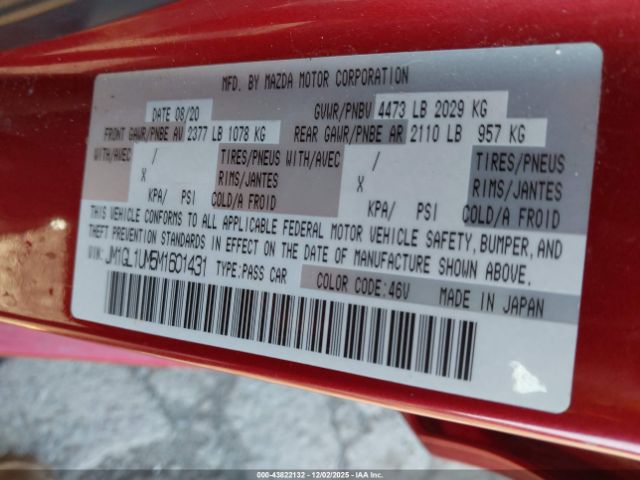 MFD. BY MAZDA MOTOR CORPORATION
DATE 08/20 GVWR/PNBV 4473 LB 2029 KG
FRONT GAWR/PNBE AV 2377 LB 1078 KG REAR GAWR/PNBE AR 2110 LB 957 KG
WITH/AVEC / TIRES/PNEUS WITH/AVEC / TIRES/PNEUS
X RIMS/JANTES X RIMS/JANTES
KPA/ PSI COLD/A FROID KPA/ PSI COLD/A FROID
THIS VEHICLE CONFORMS TO ALL APPLICABLE FEDERAL MOTOR VEHICLE SAFETY, BUMPER, AND
THEFT PREVENTION STANDARDS IN EFFECT ON THE DATE OF MANUFACTURE SHOWN ABOVE.
VIN: JM1GL1UM5M1601431 TYPE:PASS CAR COLOR CODE:46V MADE IN JAPAN
000-43822132 - 12/02/2025 - IAA Inc.